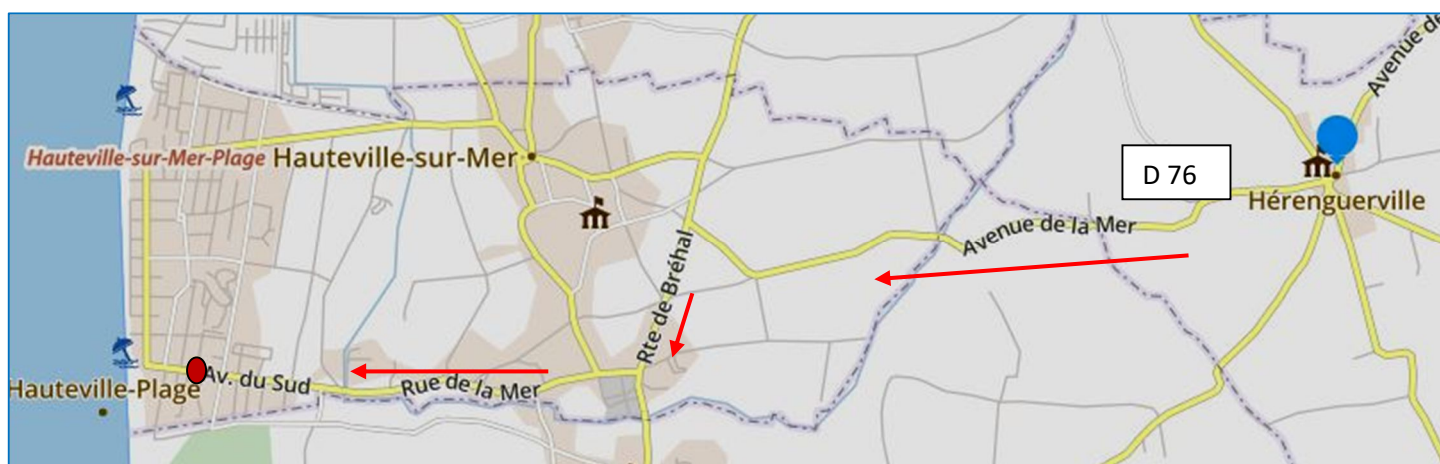 Avenue de
Hauteville-sur-Mer-Plage
Hauteville-sur-Mer
D 76
Hérenguerville
Avenue de la Mer
Rte de Bréhal
Av. du Sud
Rue de la Mer
Hauteville-Plage